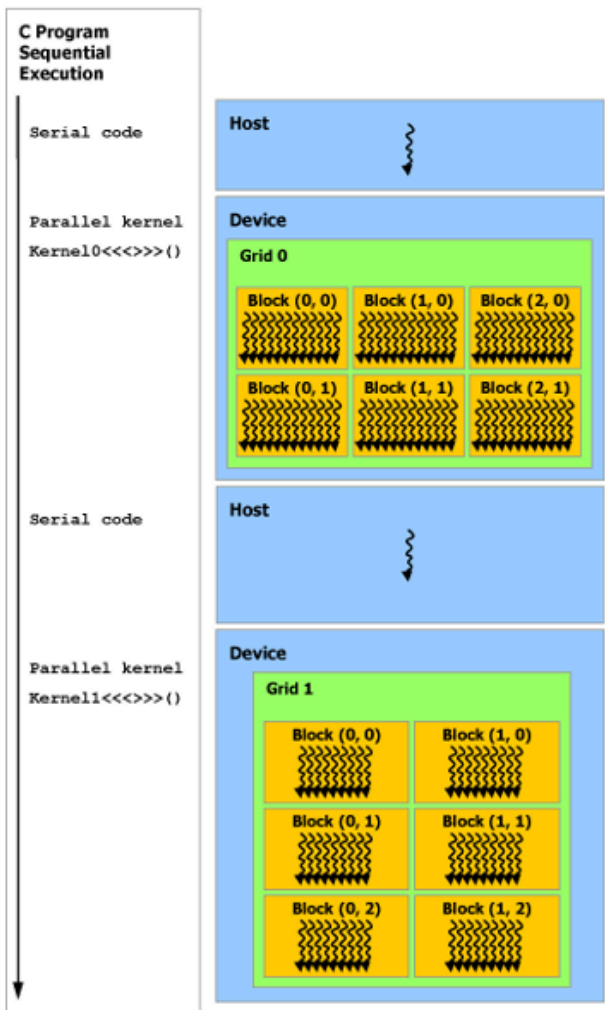 C Program
Sequential
Execution
Serial code
Host
Parallel kernel
Kernel0<<<>>>()
Device
Grid 0
Block (0, 0) Block (1, 0) Block (2, 0)
Block (0, 1) Block (1, 1) Block (2, 1)
Serial code
Host
Parallel kernel
Kernel1<<<>>>()
Device
Grid 1
Block (0, 0) Block (1, 0)
Block (0, 1) Block (1, 1)
Block (0, 2) Block (1, 2)